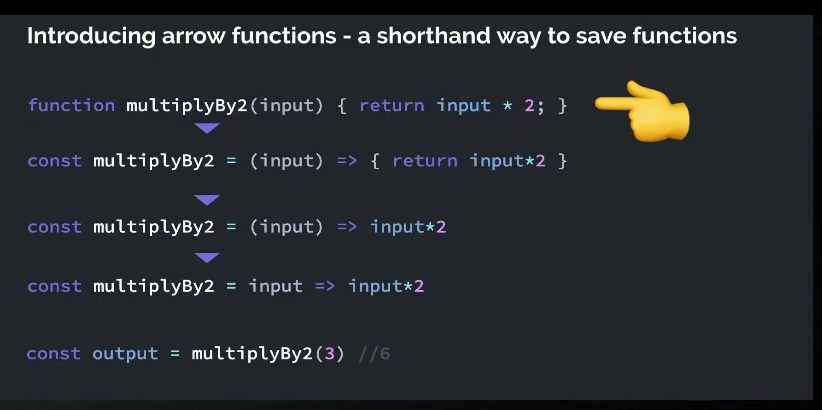 Introducing arrow functions - a shorthand way to save functions
function multiplyBy2(input) { return input * 2; }
const multiplyBy2 = (input) => { return input*2 }
const multiplyBy2 = (input) => input*2
const multiplyBy2 = input => input*2
const output = multiplyBy2(3) //6